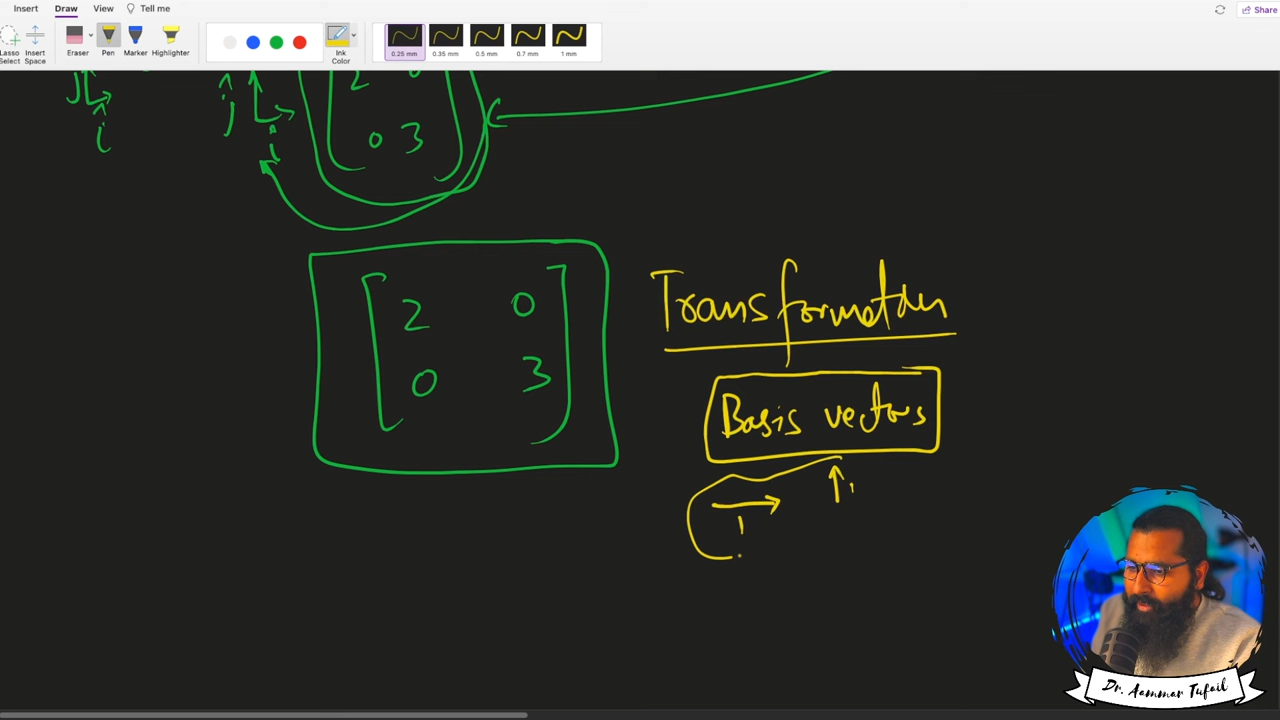 Insert Draw View Tell me
Share
Lasso Select
Insert Space
Eraser
Pen
Marker
Highlighter
Ink Color
0.25 mm
0.35 mm
0.5 mm
0.7 mm
1 mm
j
i
j
i
2 0
0 3
2 0
0 3
Transformation
Basis vectors
1
1
Dr. Aammar Tufail